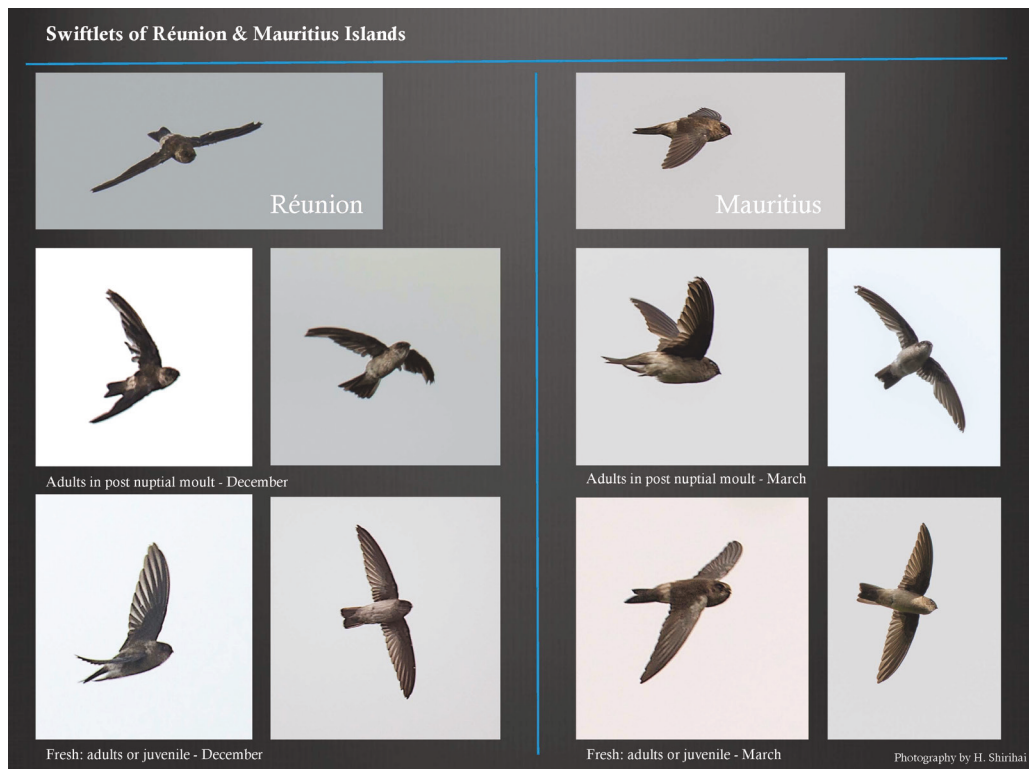 Swiftlets of Réunion & Mauritius Islands
Réunion
Mauritius
Adults in post nuptial moult - December
Adults in post nuptial moult - March
Fresh: adults or juvenile - December
Fresh: adults or juvenile - March
Photography by H. Shirihai